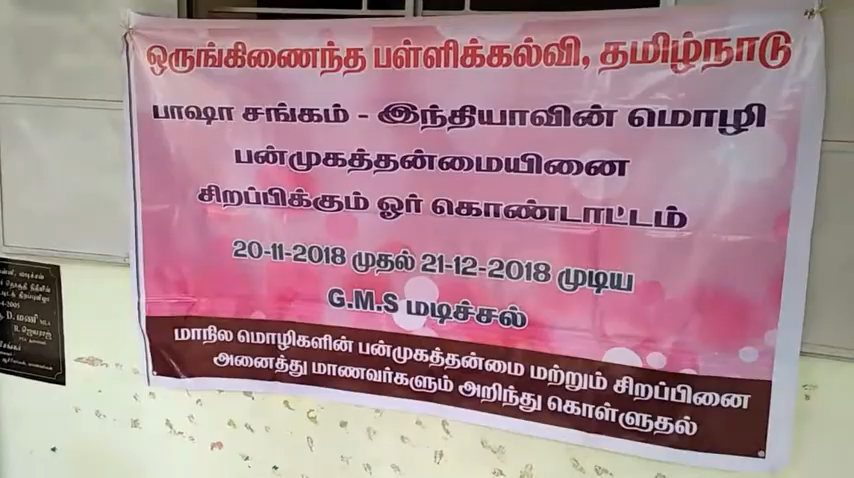 ஒருங்கிணைந்த பள்ளிக்கல்வி, தமிழ்நாடு
பாஷா சங்கம் - இந்தியாவின் மொழி
பன்முகத்தன்மையினை
சிறப்பிக்கும் ஓர் கொண்டாட்டம்
20-11-2018 முதல் 21-12-2018 முடிய
G.M.S மடிச்சல்
மாநில மொழிகளின் பன்முகத்தன்மை மற்றும் சிறப்பினை
அனைத்து மாணவர்களும் அறிந்து கொள்ளுதல்
D. மணி